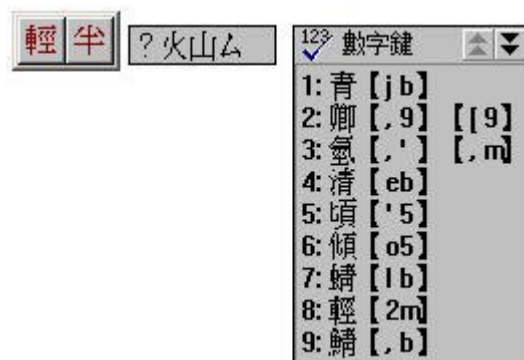 輕 半 ?火山ム 123 數字鍵
1: 青【jb】
2: 卿【,9】 【[9】
3: 氫【,'】 【,m】
4: 清【eb】
5: 頃【'5】
6: 傾【o5】
7: 蜻【lb】
8: 輕【2m】
9: 鯖【,b】